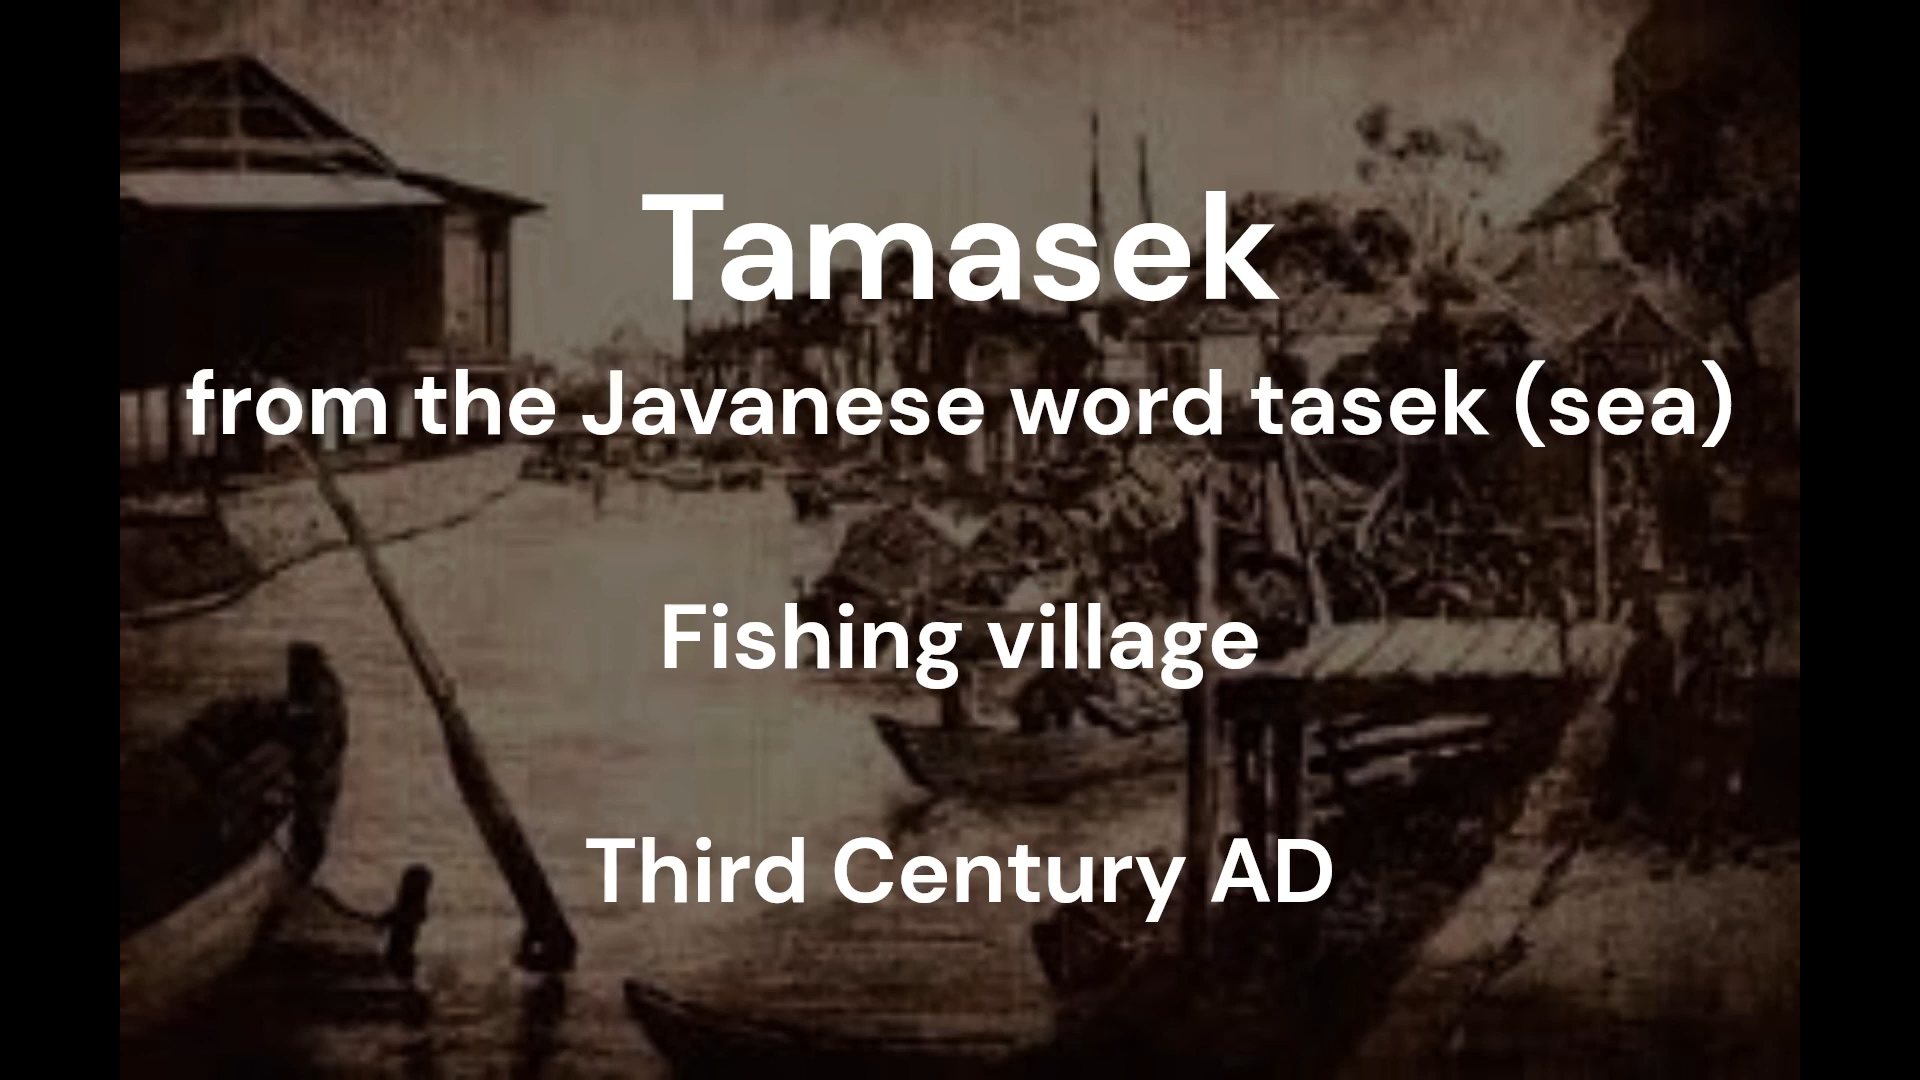 Tamasek
from the Javanese word tasek (sea)
Fishing village
Third Century AD